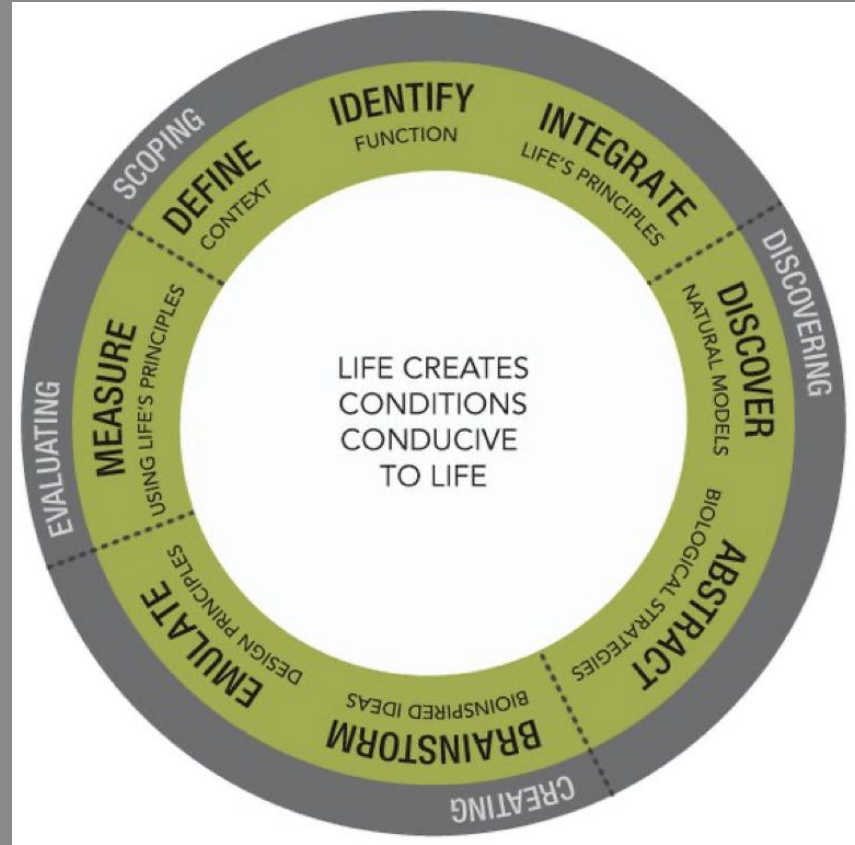 SCOPING
DEFINE
CONTEXT
IDENTIFY
FUNCTION
INTEGRATE
LIFE'S PRINCIPLES
DISCOVERING
DISCOVER
NATURAL MODELS
ABSTRACT
BIOLOGICAL STRATEGIES
CREATING
BRAINSTORM
BIOINSPIRED IDEAS
EMULATE
DESIGN PRINCIPLES
EVALUATING
MEASURE
USING LIFE'S PRINCIPLES
LIFE CREATES
CONDITIONS
CONDUCIVE
TO LIFE